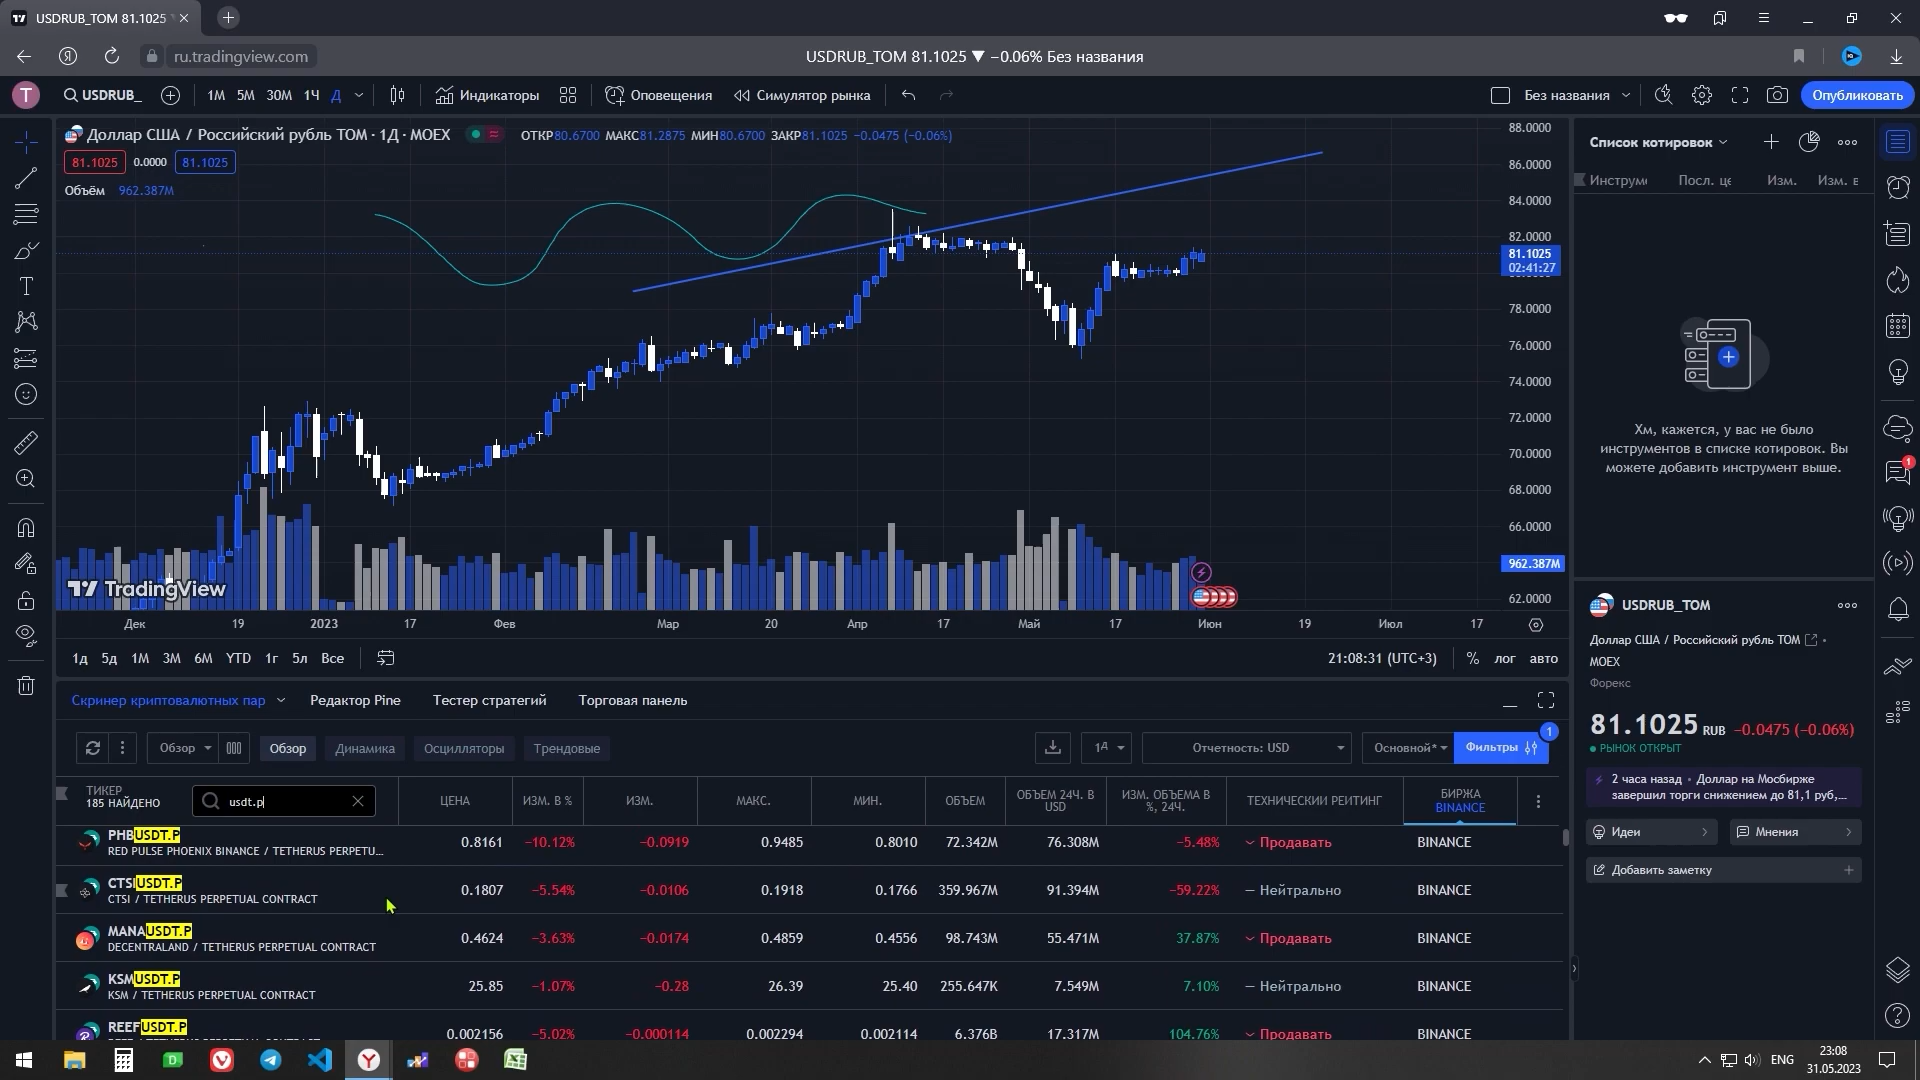 USDRUB_TOM 81.1025
ru.tradingview.com
USDRUB_TOM 81.1025 ▼ −0.06% Без названия
T
USDRUB_
1М 5М 30М 1Ч Д
Индикаторы
Оповещения
Симулятор рынка
Без названия
Опубликовать
Доллар США / Российский рубль ТОМ · 1Д · MOEX
ОТКР80.6700 МАКС81.2875 МИН80.6700 ЗАКР81.1025 −0.0475 (−0.06%)
81.1025 0.0000 81.1025
Объём 962.387M
88.0000
86.0000
84.0000
82.0000
81.1025
02:41:27
78.0000
76.0000
74.0000
72.0000
70.0000
68.0000
66.0000
962.387M
62.0000
TradingView
Дек 19 2023 17 Фев Мар 20 Апр 17 Май 17 Июн 19 Июл 17
1д 5д 1М 3М 6М YTD 1г 5л Все
21:08:31 (UTC+3) % лог авто
Список котировок
Посл. Изм. Изм. в
Хм, кажется, у вас не было
инструментов в списке котировок. Вы
можете добавить инструмент выше.
1
USDRUB_TOM
Доллар США / Российский рубль ТОМ
MOEX
Форекс
81.1025 RUB −0.0475 (−0.06%)
РЫНОК ОТКРЫТ
2 часа назад • Доллар на Мосбирже
завершил торги снижением до 81,1 руб,...
Идеи
Мнения
Добавить заметку
Скринер криптовалютных пар
Редактор Pine
Тестер стратегий
Торговая панель
Обзор
Обзор
Динамика
Осцилляторы
Трендовые
1д
Отчетность: USD
Основной*
Фильтры
1
ТИКЕР
185 НАЙДЕНО
usdt.p
ЦЕНА
ИЗМ. В %
ИЗМ.
МАКС.
МИН.
ОБЪЕМ
ОБЪЕМ 24Ч. В
USD
ИЗМ. ОБЪЕМА В
%, 24Ч.
ТЕХНИЧЕСКИЙ РЕЙТИНГ
БИРЖА
BINANCE
PHBUSDT.P
RED PULSE PHOENIX BINANCE / TETHERUS PERPETU...
0.8161 −10.12% −0.0919 0.9485 0.8010 72.342M 76.308M −5.48% Продавать BINANCE
CTSIUSDT.P
CTSI / TETHERUS PERPETUAL CONTRACT
0.1807 −5.54% −0.0106 0.1918 0.1766 359.967M 91.394M −59.22% — Нейтрально BINANCE
MANAUSDT.P
DECENTRALAND / TETHERUS PERPETUAL CONTRACT
0.4624 −3.63% −0.0174 0.4859 0.4556 98.743M 55.471M 37.87% Продавать BINANCE
KSMUSDT.P
KSM / TETHERUS PERPETUAL CONTRACT
25.85 −1.07% −0.28 26.39 25.40 255.647K 7.549M 7.10% — Нейтрально BINANCE
REEFUSDT.P
0.002156 −5.02% −0.000114 0.002294 0.002114 6.376B 17.317M 104.76% Продавать BINANCE
ENG
23:08
31.05.2023